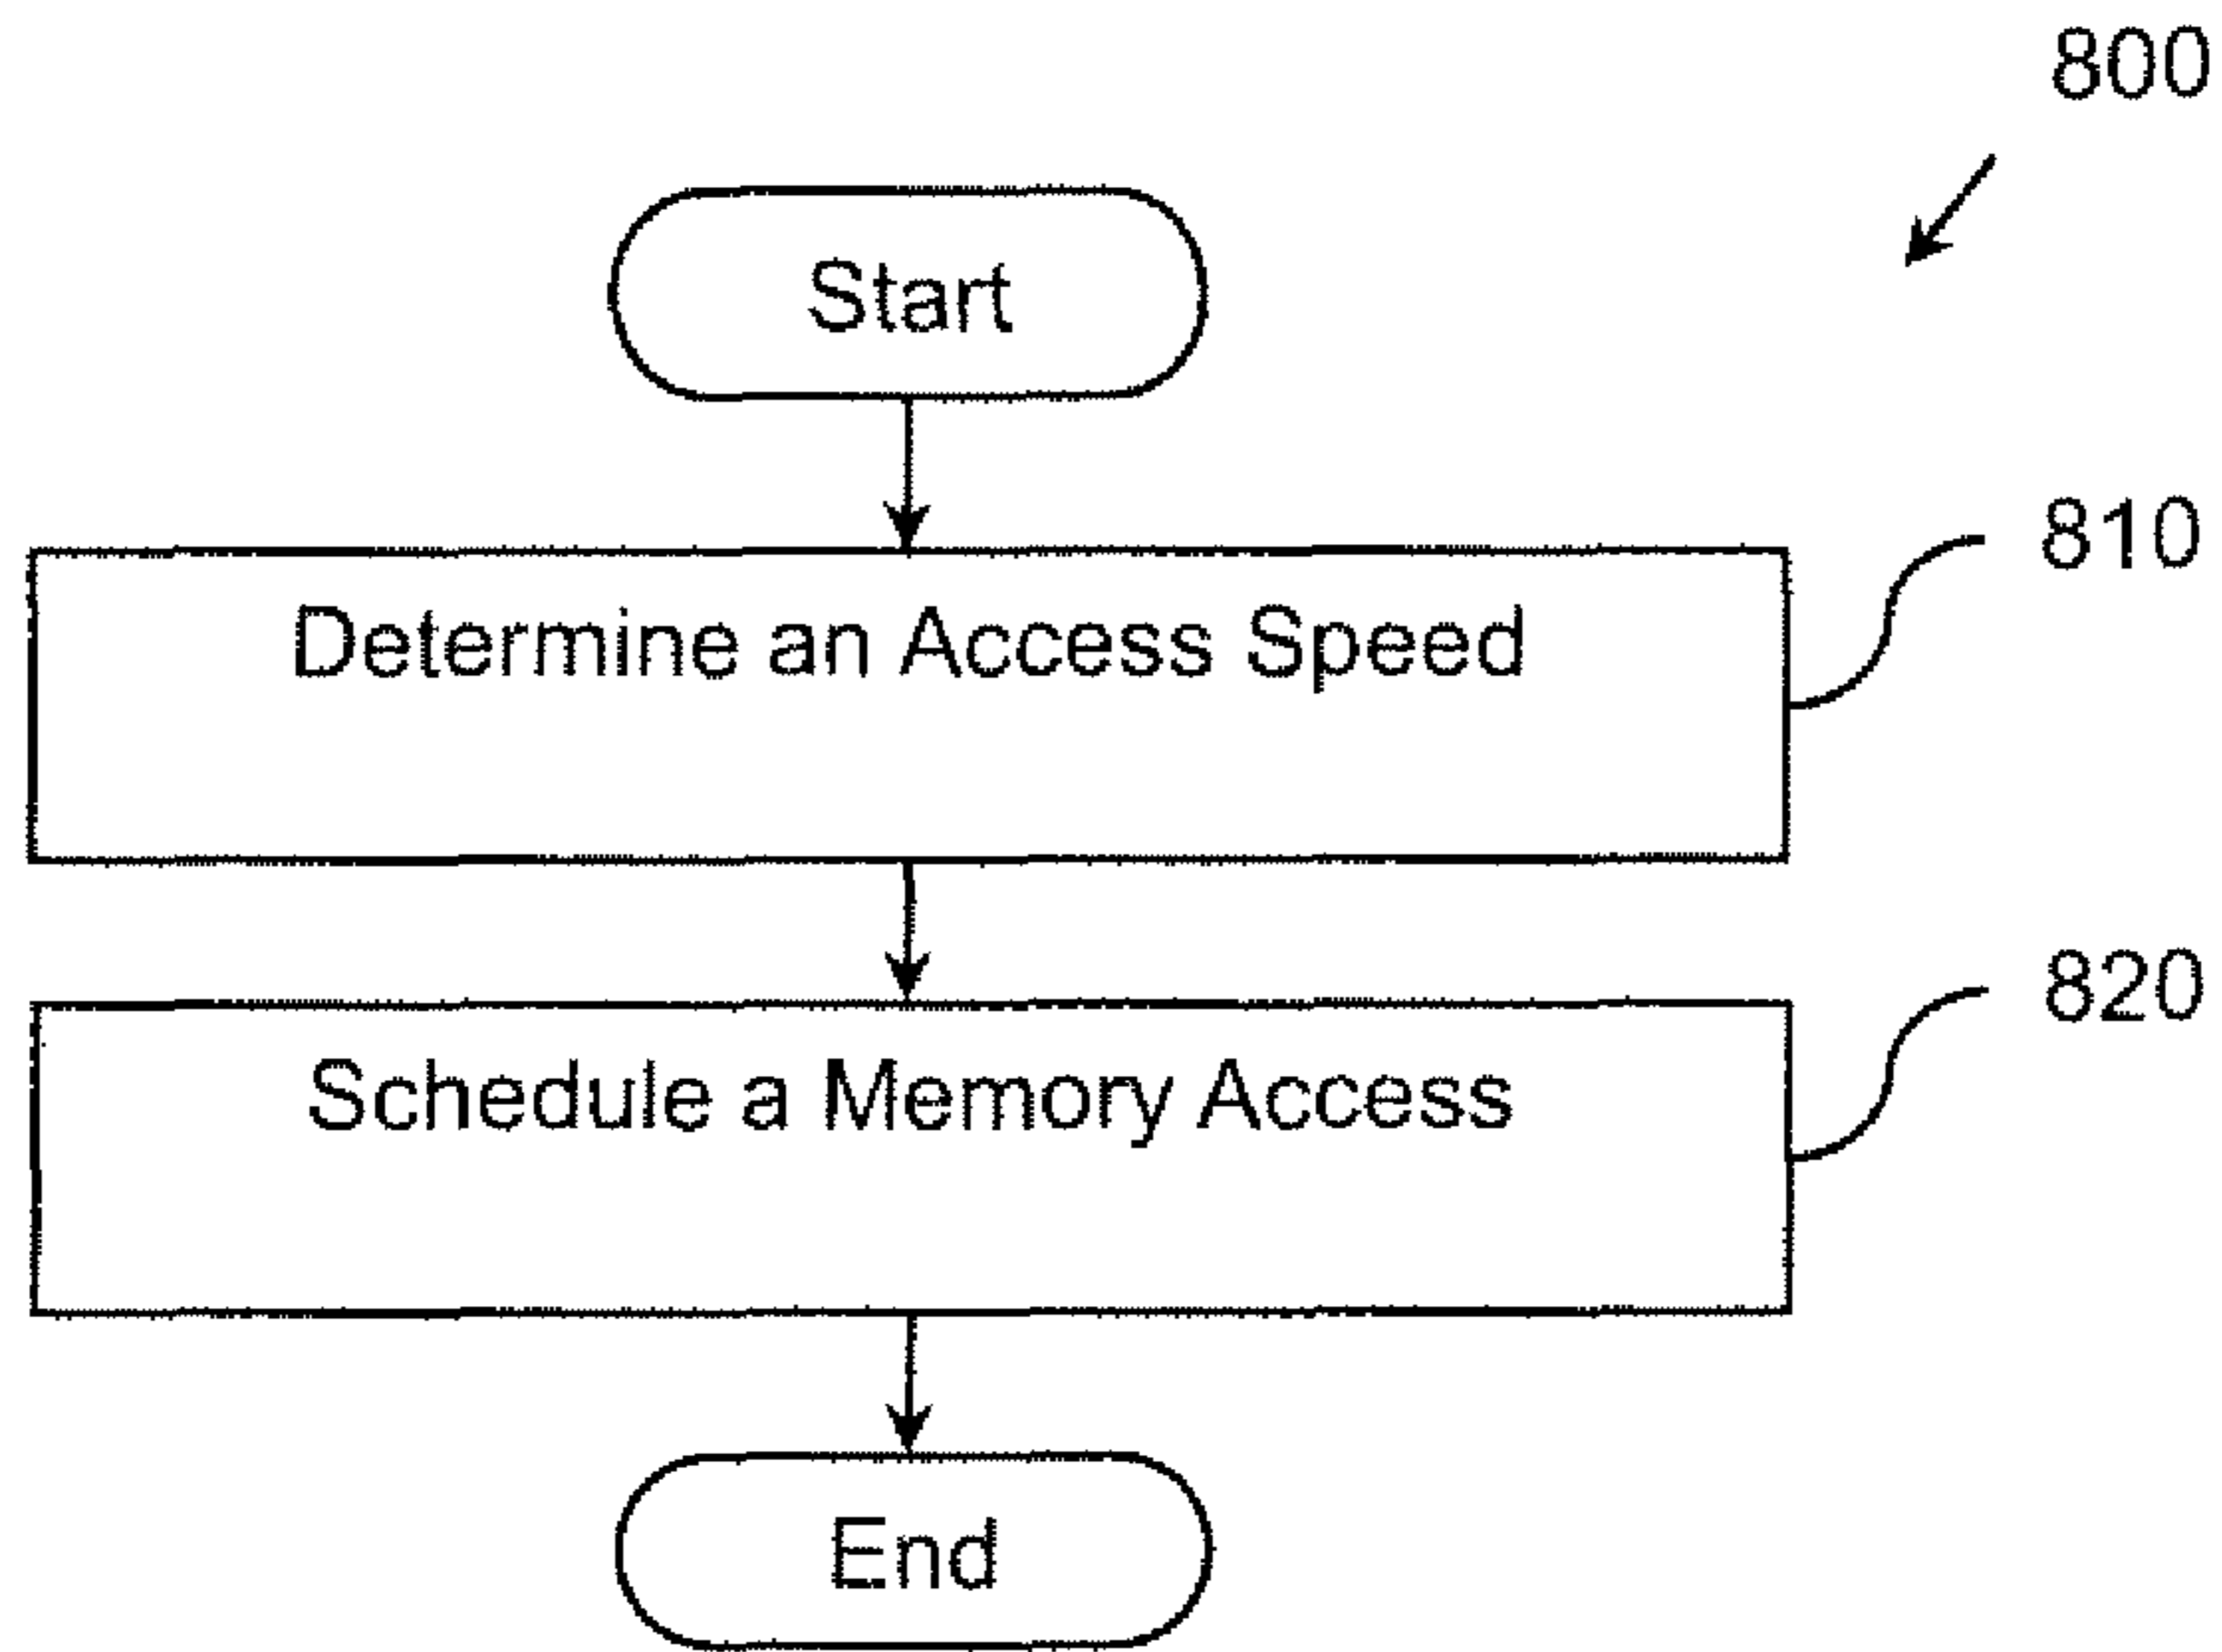 800
Start
810
Determine an Access Speed
820
Schedule a Memory Access
End